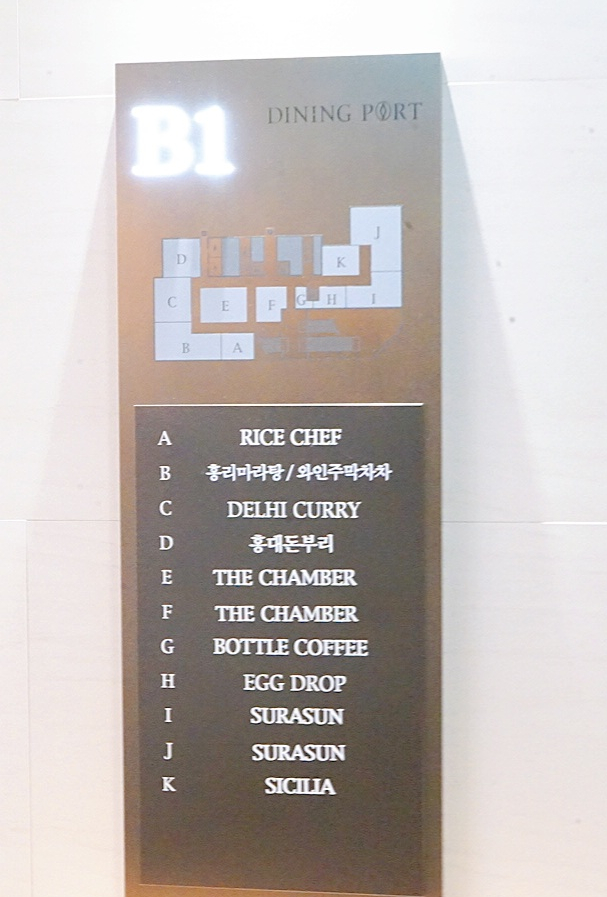 B1
DINING PORT
J
D
K
C
E
F
G
H
I
B
A
A RICE CHEF
B 홍리마라탕 / 와인주막차차
C DELHI CURRY
D 홍대돈부리
E THE CHAMBER
F THE CHAMBER
G BOTTLE COFFEE
H EGG DROP
I SURASUN
J SURASUN
K SICILIA